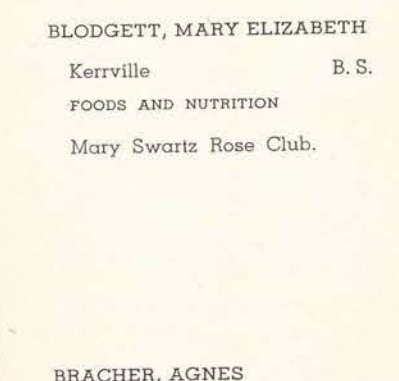 BLODGETT, MARY ELIZABETH
Kerrville B. S.
FOODS AND NUTRITION
Mary Swartz Rose Club.
BRACHER, AGNES